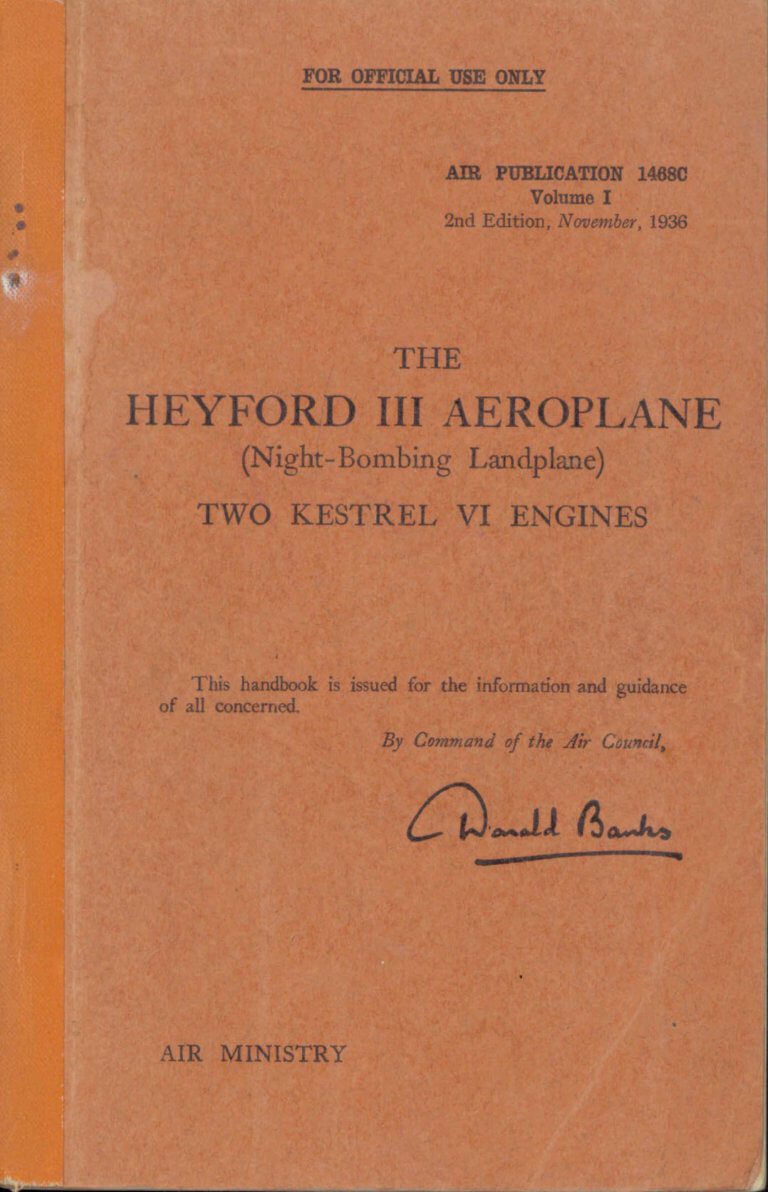 FOR OFFICIAL USE ONLY
AIR PUBLICATION 1468C
Volume I
2nd Edition, November, 1936
THE
HEYFORD III AEROPLANE
(Night-Bombing Landplane)
TWO KESTREL VI ENGINES
This handbook is issued for the information and guidance
of all concerned.
By Command of the Air Council,
Donald Banks
AIR MINISTRY